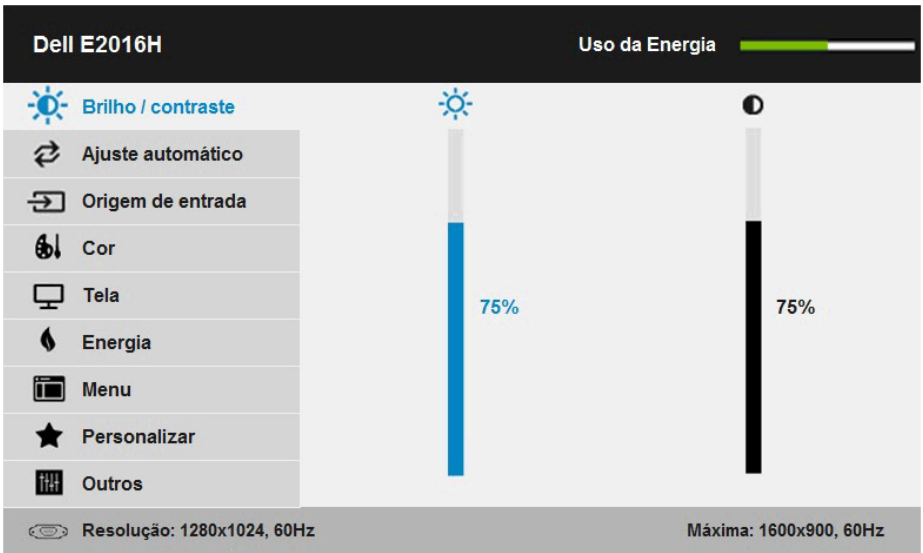 Dell E2016H
Uso da Energia
Brilho / contraste
Ajuste automático
Origem de entrada
Cor
Tela
Energia
Menu
Personalizar
Outros
75%
75%
Resolução: 1280x1024, 60Hz
Máxima: 1600x900, 60Hz